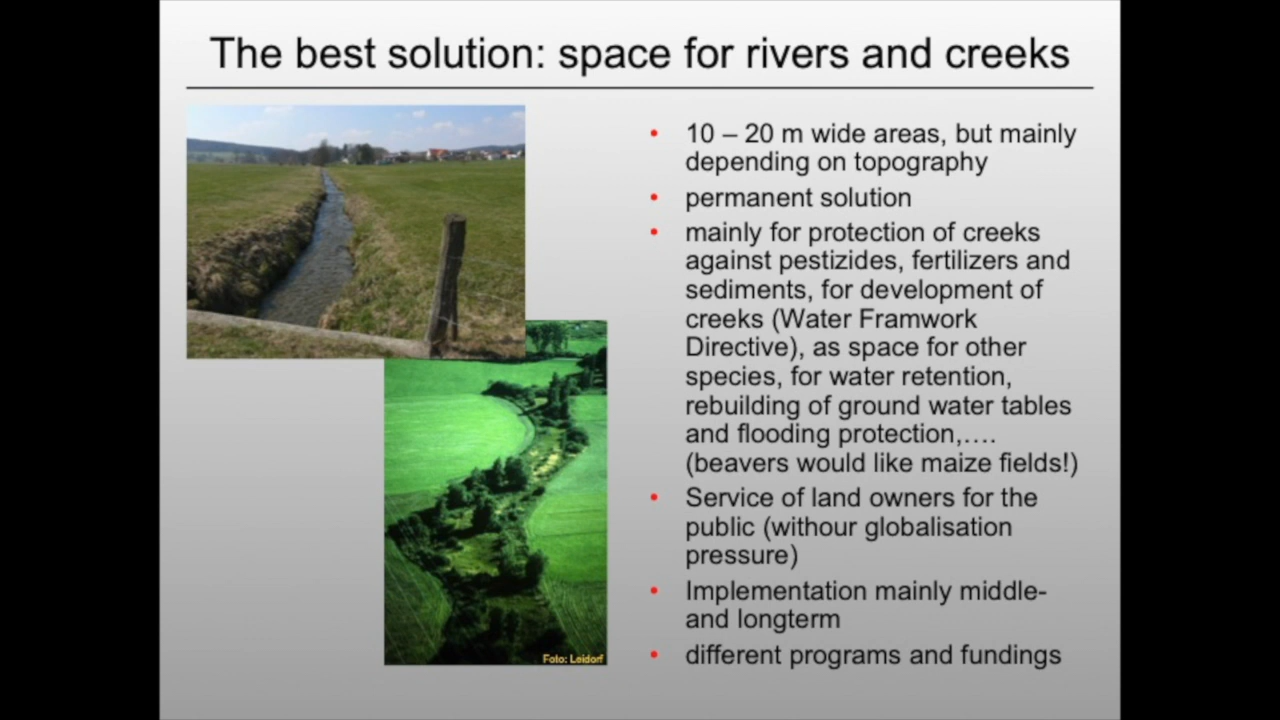 The best solution: space for rivers and creeks
• 10 – 20 m wide areas, but mainly
depending on topography
• permanent solution
• mainly for protection of creeks
against pestizides, fertilizers and
sediments, for development of
creeks (Water Framwork
Directive), as space for other
species, for water retention,
rebuilding of ground water tables
and flooding protection,….
(beavers would like maize fields!)
• Service of land owners for the
public (withour globalisation
pressure)
• Implementation mainly middle-
and longterm
• different programs and fundings
Foto: Leidorf